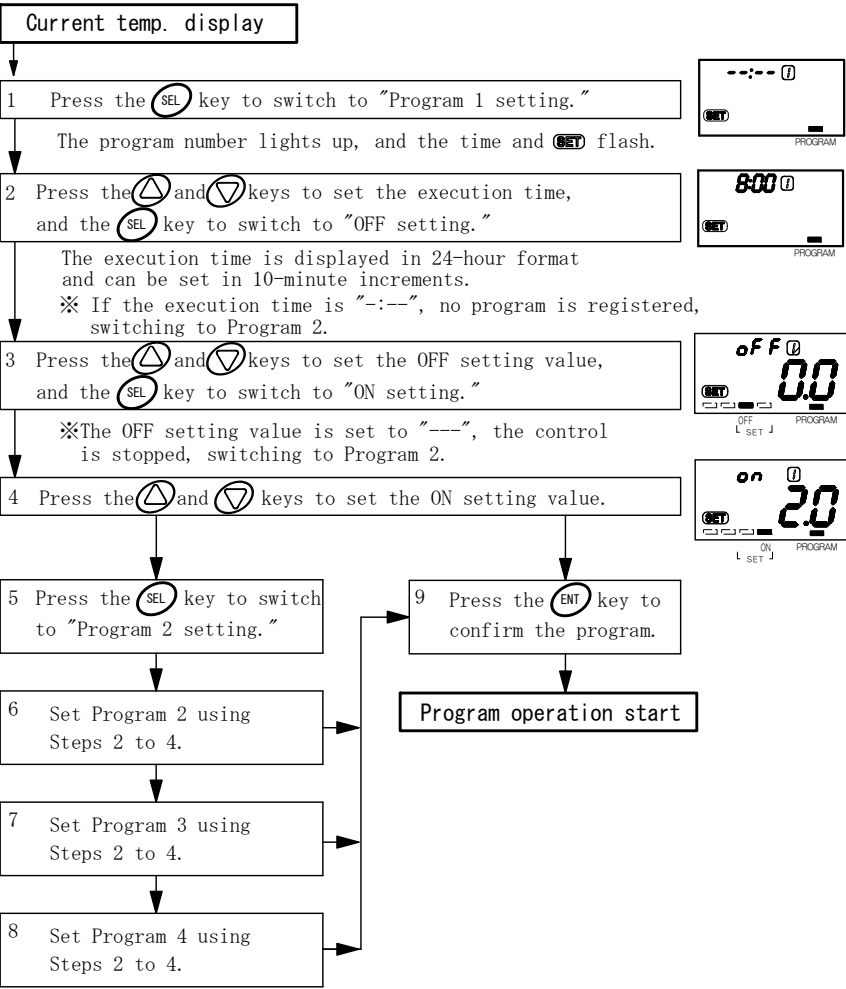 Current temp. display
1 Press the SEL key to switch to "Program 1 setting."
--:-- 1
SET
PROGRAM
The program number lights up, and the time and SET flash.
2 Press the △ and ▽ keys to set the execution time,
and the SEL key to switch to "OFF setting."
8:00 1
SET
PROGRAM
The execution time is displayed in 24-hour format
and can be set in 10-minute increments.
※ If the execution time is "-:--", no program is registered,
switching to Program 2.
3 Press the △ and ▽ keys to set the OFF setting value,
and the SEL key to switch to "ON setting."
oFF 1
0.0
SET
OFF PROGRAM
SET
※The OFF setting value is set to "---", the control
is stopped, switching to Program 2.
4 Press the △ and ▽ keys to set the ON setting value.
on 1
2.0
SET
ON PROGRAM
SET
5 Press the SEL key to switch
to "Program 2 setting."
6 Set Program 2 using
Steps 2 to 4.
7 Set Program 3 using
Steps 2 to 4.
8 Set Program 4 using
Steps 2 to 4.
9 Press the ENT key to
confirm the program.
Program operation start